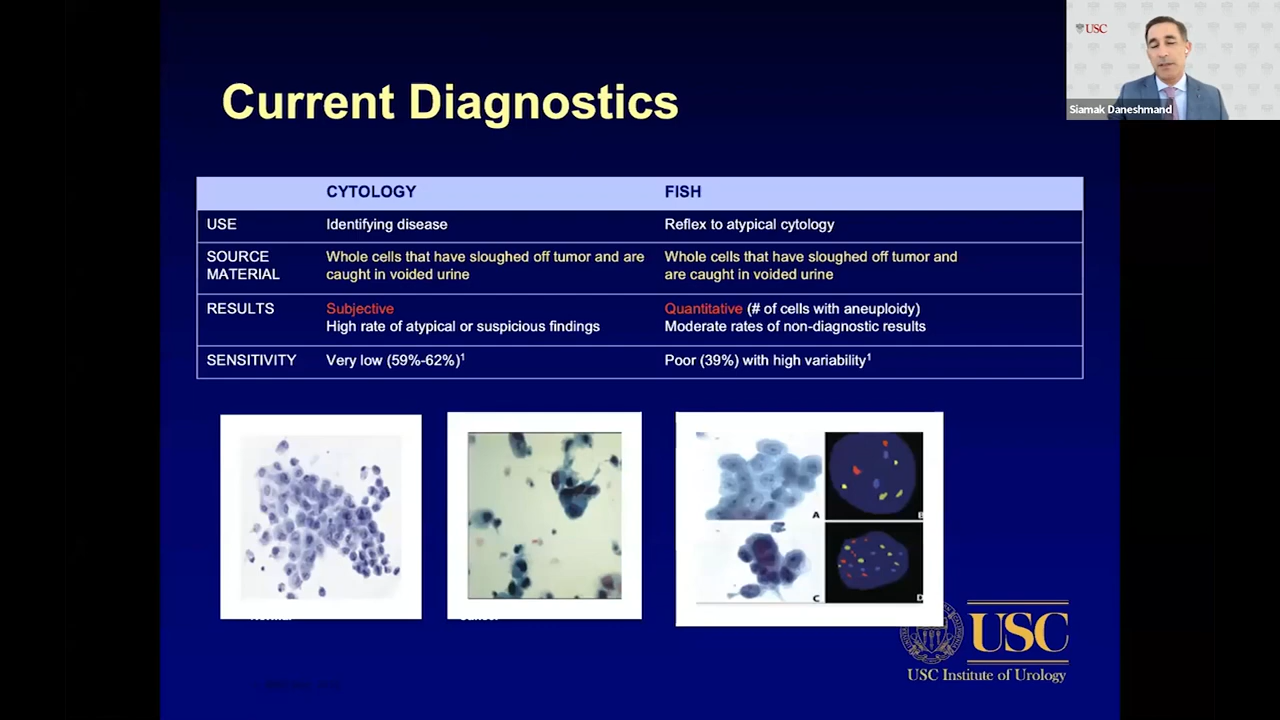 USC
Siamak Daneshmand
Current Diagnostics
CYTOLOGY FISH
USE Identifying disease Reflex to atypical cytology
SOURCE MATERIAL
Whole cells that have sloughed off tumor and are
caught in voided urine
Whole cells that have sloughed off tumor and
are caught in voided urine
RESULTS
Subjective
High rate of atypical or suspicious findings
Quantitative (# of cells with aneuploidy)
Moderate rates of non-diagnostic results
SENSITIVITY Very low (59%-62%)¹ Poor (39%) with high variability¹
A
B
C
D
USC
USC Institute of Urology